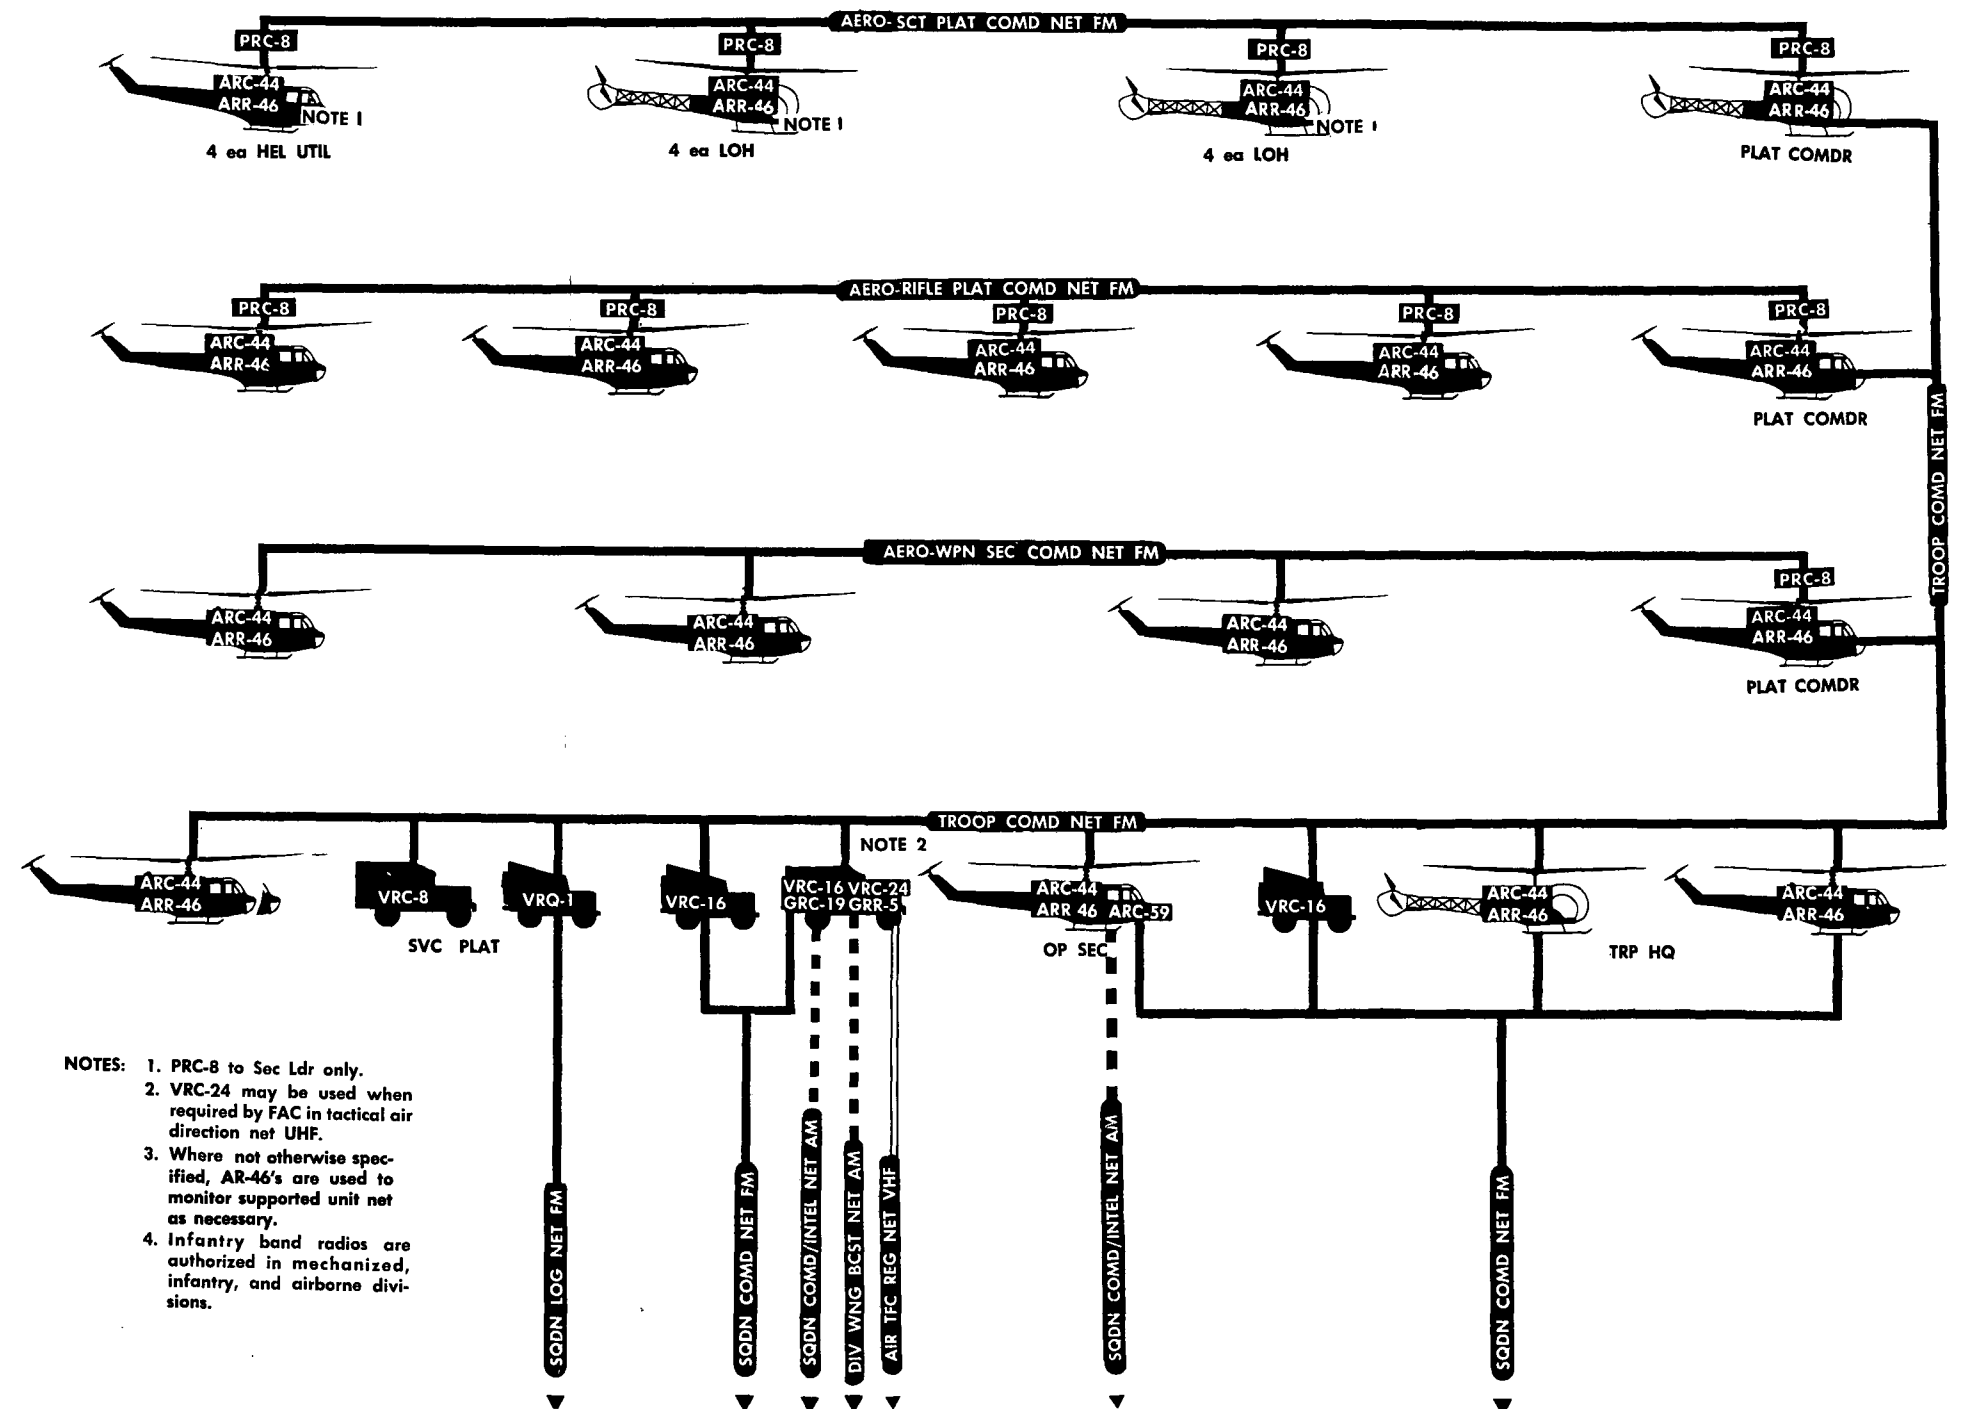 AERO-SCT PLAT COMD NET FM
PRC-8
PRC-8
PRC-8
PRC-8
ARC-44
ARR-46
NOTE 1
ARC-44
ARR-46
NOTE 1
ARC-44
ARR-46
NOTE 1
ARC-44
ARR-46
4 ea HEL UTIL
4 ea LOH
4 ea LOH
PLAT COMDR
AERO-RIFLE PLAT COMD NET FM
PRC-8
PRC-8
PRC-8
PRC-8
PRC-8
ARC-44
ARR-46
ARC-44
ARR-46
ARC-44
ARR-46
ARC-44
ARR-46
ARC-44
ARR-46
PLAT COMDR
TROOP COMD NET FM
AERO-WPN SEC COMD NET FM
PRC-8
ARC-44
ARR-46
ARC-44
ARR-46
ARC-44
ARR-46
ARC-44
ARR-46
PLAT COMDR
TROOP COMD NET FM
NOTE 2
ARC-44
ARR-46
VRC-8
VRQ-1
VRC-16
VRC-16 VRC-24
GRC-19 GRR-5
ARC-44
ARR 46 ARC-59
VRC-16
ARC-44
ARR-46
ARC-44
ARR-46
SVC PLAT
OP SEC
TRP HQ
NOTES: 1. PRC-8 to Sec Ldr only.
2. VRC-24 may be used when
required by FAC in tactical air
direction net UHF.
3. Where not otherwise spec-
ified, AR-46's are used to
monitor supported unit net
as necessary.
4. Infantry band radios are
authorized in mechanized,
infantry, and airborne divi-
sions.
SQDN LOG NET FM
SQDN COMD NET FM
SQDN COMD/INTEL NET AM
DIV WNG BCST NET AM
AIR TFC REG NET VHF
SQDN COMD/INTEL NET AM
SQDN COMD NET FM